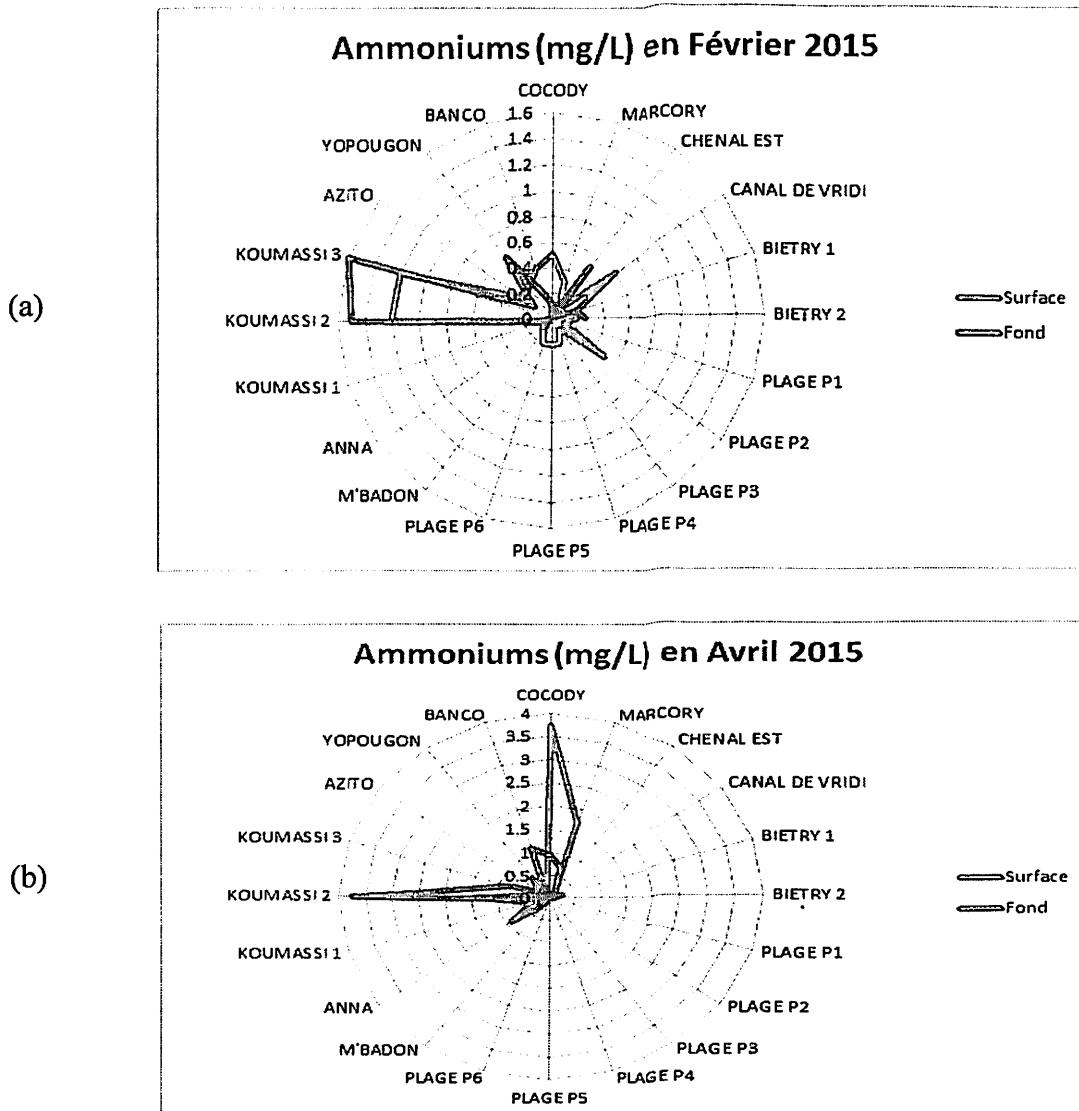 (a)
Ammoniums (mg/L) en Février 2015
COCODY
BANCO
1.6
MARCORY
YOPOUGON
1.4
CHENAL EST
1.2
AZITO
1
CANAL DE VRIDI
0.8
KOUMASSI 3
0.6
BIETRY 1
0.4
0.2
KOUMASSI 2
0
BIETRY 2
Surface
Fond
KOUMASSI 1
PLAGE P1
ANNA
PLAGE P2
M'BADON
PLAGE P3
PLAGE P6
PLAGE P4
PLAGE P5
(b)
Ammoniums (mg/L) en Avril 2015
COCODY
BANCO
4
MARCORY
YOPOUGON
3.5
CHENAL EST
3
AZITO
2.5
CANAL DE VRIDI
2
KOUMASSI 3
1.5
BIETRY 1
1
0.5
KOUMASSI 2
0
BIETRY 2
Surface
Fond
KOUMASSI 1
PLAGE P1
ANNA
PLAGE P2
M'BADON
PLAGE P3
PLAGE P6
PLAGE P4
PLAGE P5